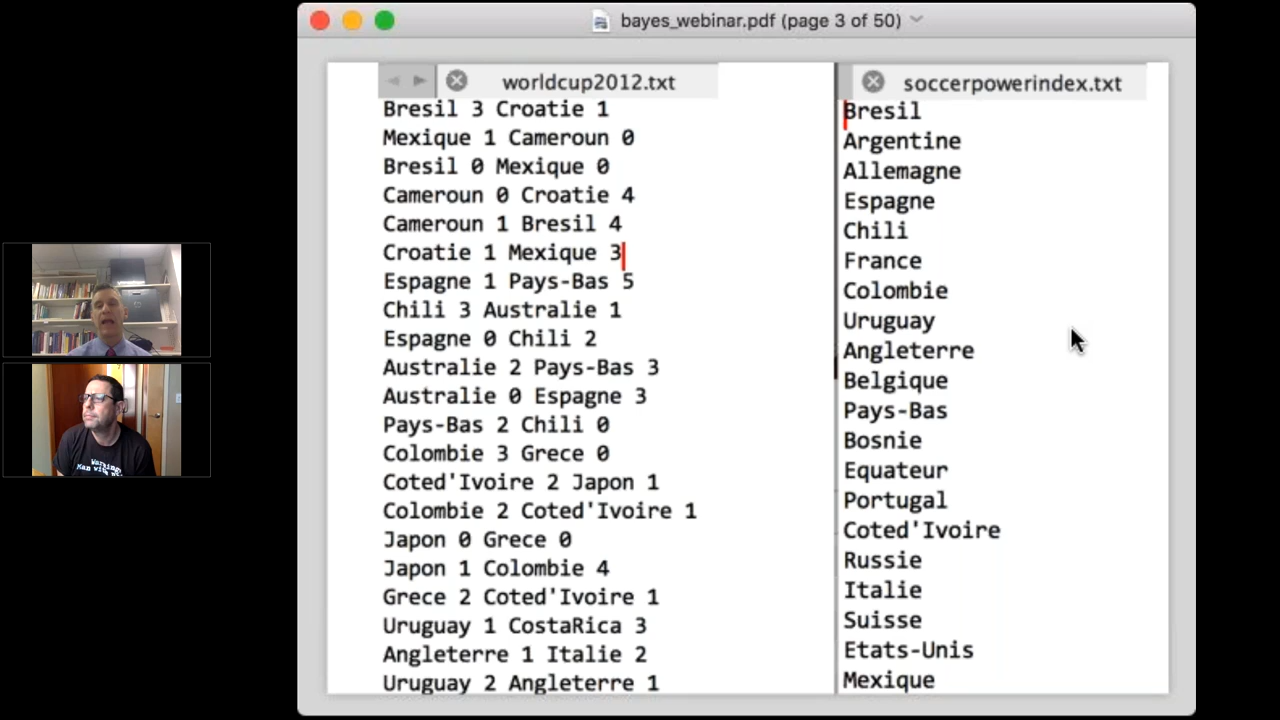 bayes_webinar.pdf (page 3 of 50)
worldcup2012.txt
Bresil 3 Croatie 1
Mexique 1 Cameroun 0
Bresil 0 Mexique 0
Cameroun 0 Croatie 4
Cameroun 1 Bresil 4
Croatie 1 Mexique 3
Espagne 1 Pays-Bas 5
Chili 3 Australie 1
Espagne 0 Chili 2
Australie 2 Pays-Bas 3
Australie 0 Espagne 3
Pays-Bas 2 Chili 0
Colombie 3 Grece 0
Coted'Ivoire 2 Japon 1
Colombie 2 Coted'Ivoire 1
Japon 0 Grece 0
Japon 1 Colombie 4
Grece 2 Coted'Ivoire 1
Uruguay 1 CostaRica 3
Angleterre 1 Italie 2
Uruguay 2 Angleterre 1
soccerpowerindex.txt
Bresil
Argentine
Allemagne
Espagne
Chili
France
Colombie
Uruguay
Angleterre
Belgique
Pays-Bas
Bosnie
Equateur
Portugal
Coted'Ivoire
Russie
Italie
Suisse
Etats-Unis
Mexique
Warning: